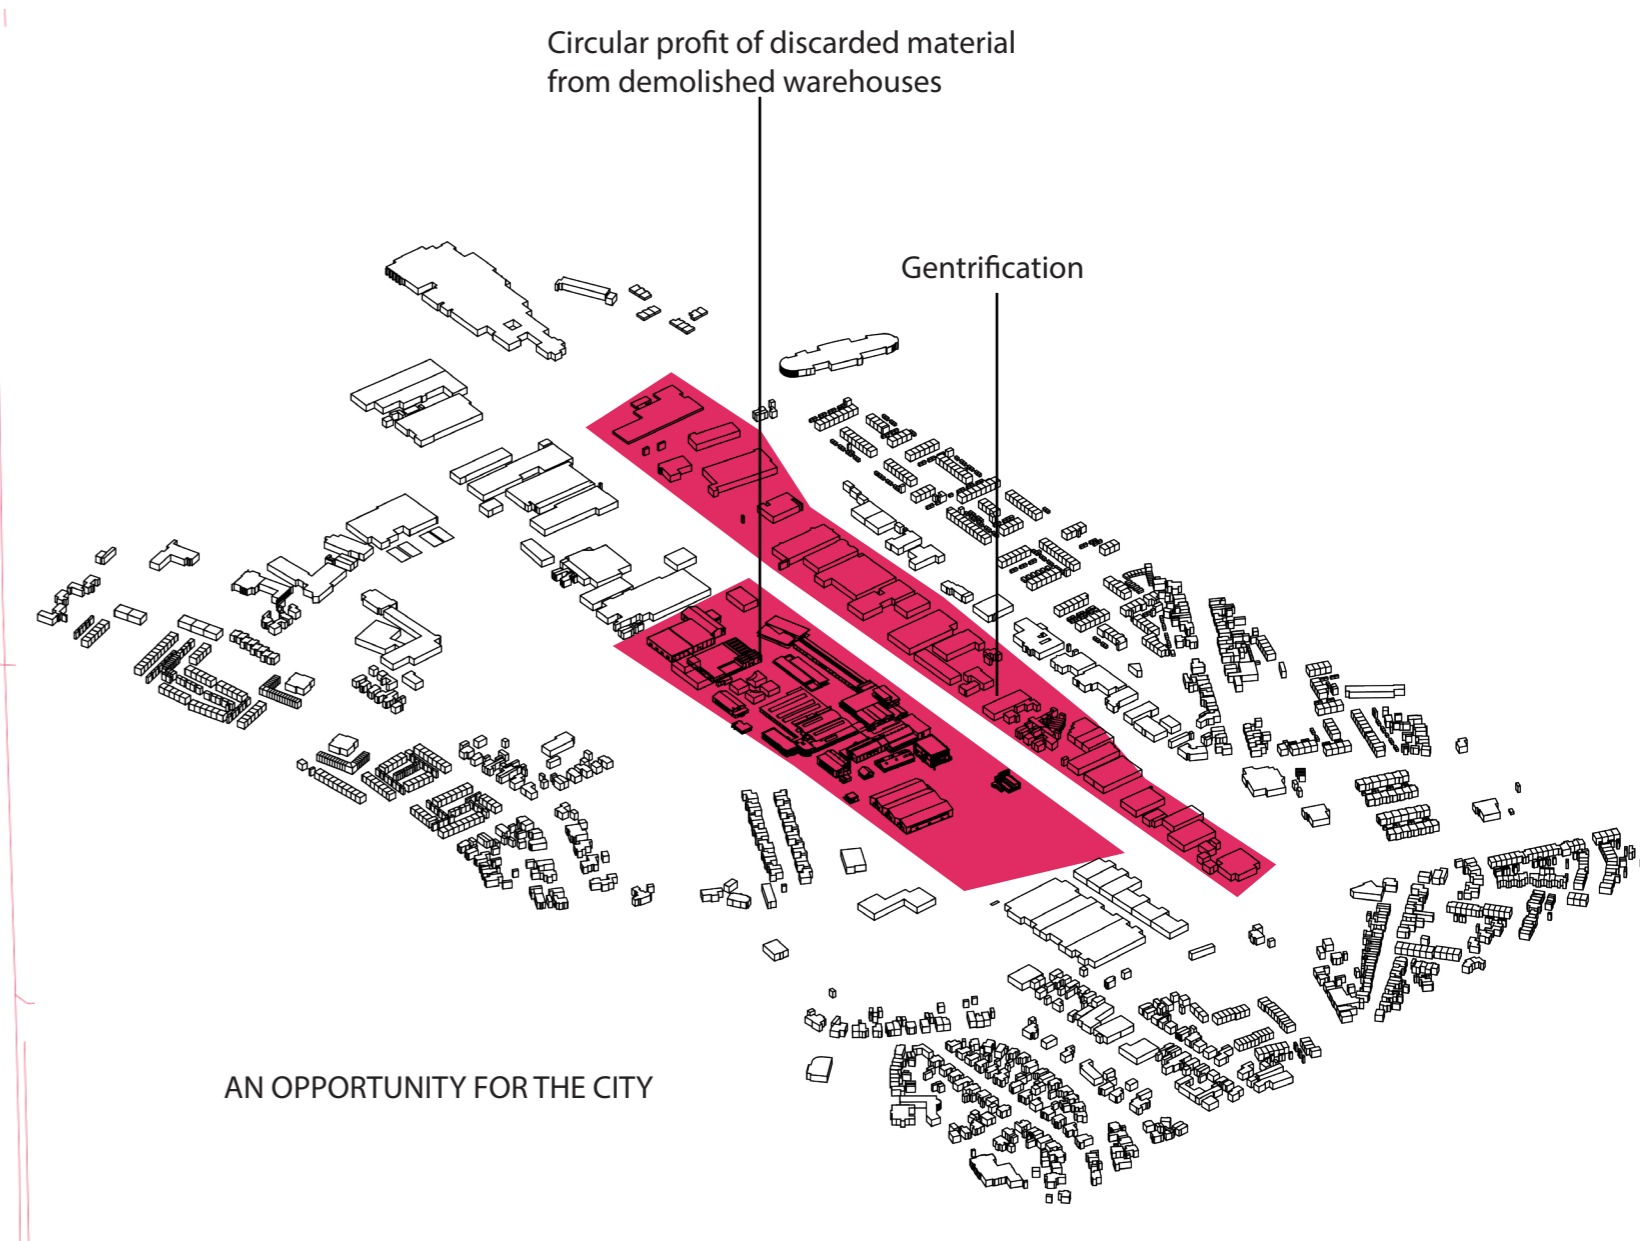 Circular profit of discarded material
from demolished warehouses
Gentrification
AN OPPORTUNITY FOR THE CITY